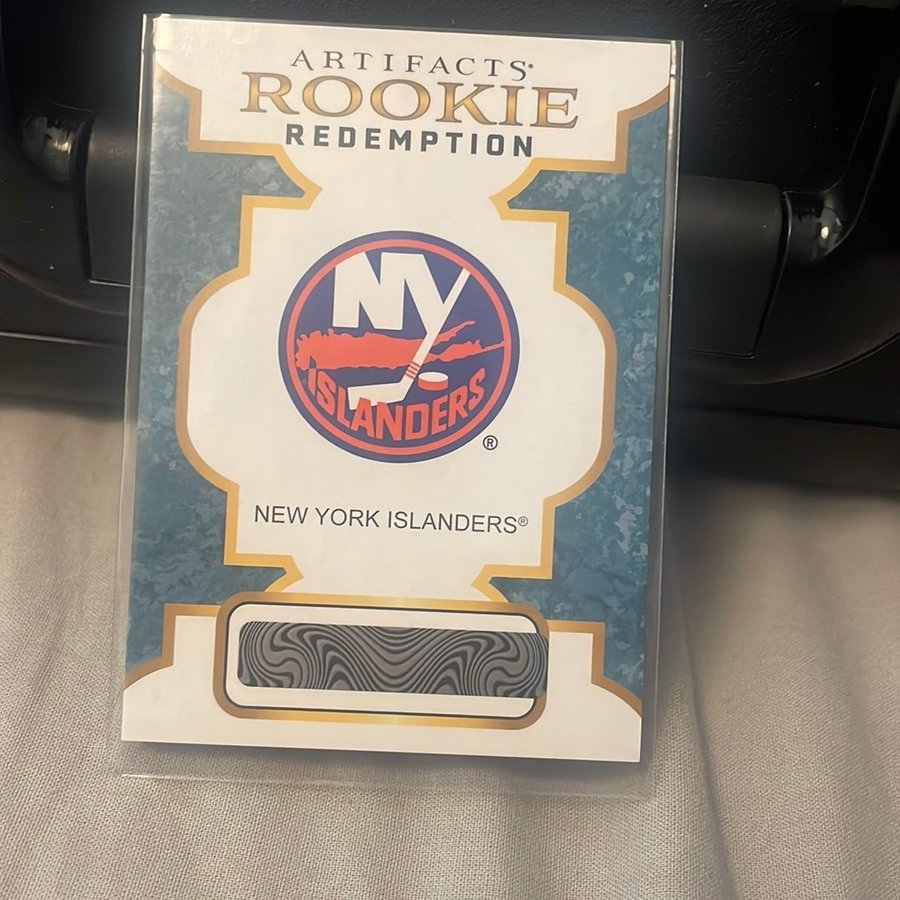 ARTIFACTS®
ROOKIE
REDEMPTION
NY
ISLANDERS
®
NEW YORK ISLANDERS®